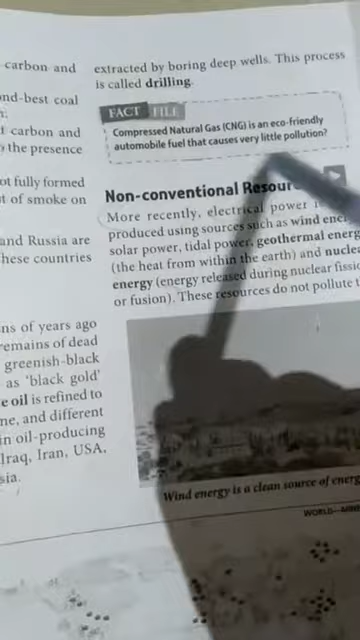 carbon and
nd-best coal
t carbon and
the presence
ot fully formed
t of smoke on
and Russia are
hese countries
ns of years ago
remains of dead
greenish-black
as ‘black gold’
e oil is refined to
ne, and different
in oil-producing
Iraq, Iran, USA,
sia.
extracted by boring deep wells. This process
is called drilling.
FACT FILE
Compressed Natural Gas (CNG) is an eco-friendly
automobile fuel that causes very little pollution?
Non-conventional Resour
More recently, electrical power
produced using sources such as wind ener
solar power, tidal power, geothermal energ
(the heat from within the earth) and nuclea
energy (energy released during nuclear fissio
or fusion). These resources do not pollute t
Wind energy is a clean source of energ
WORLD—MIN